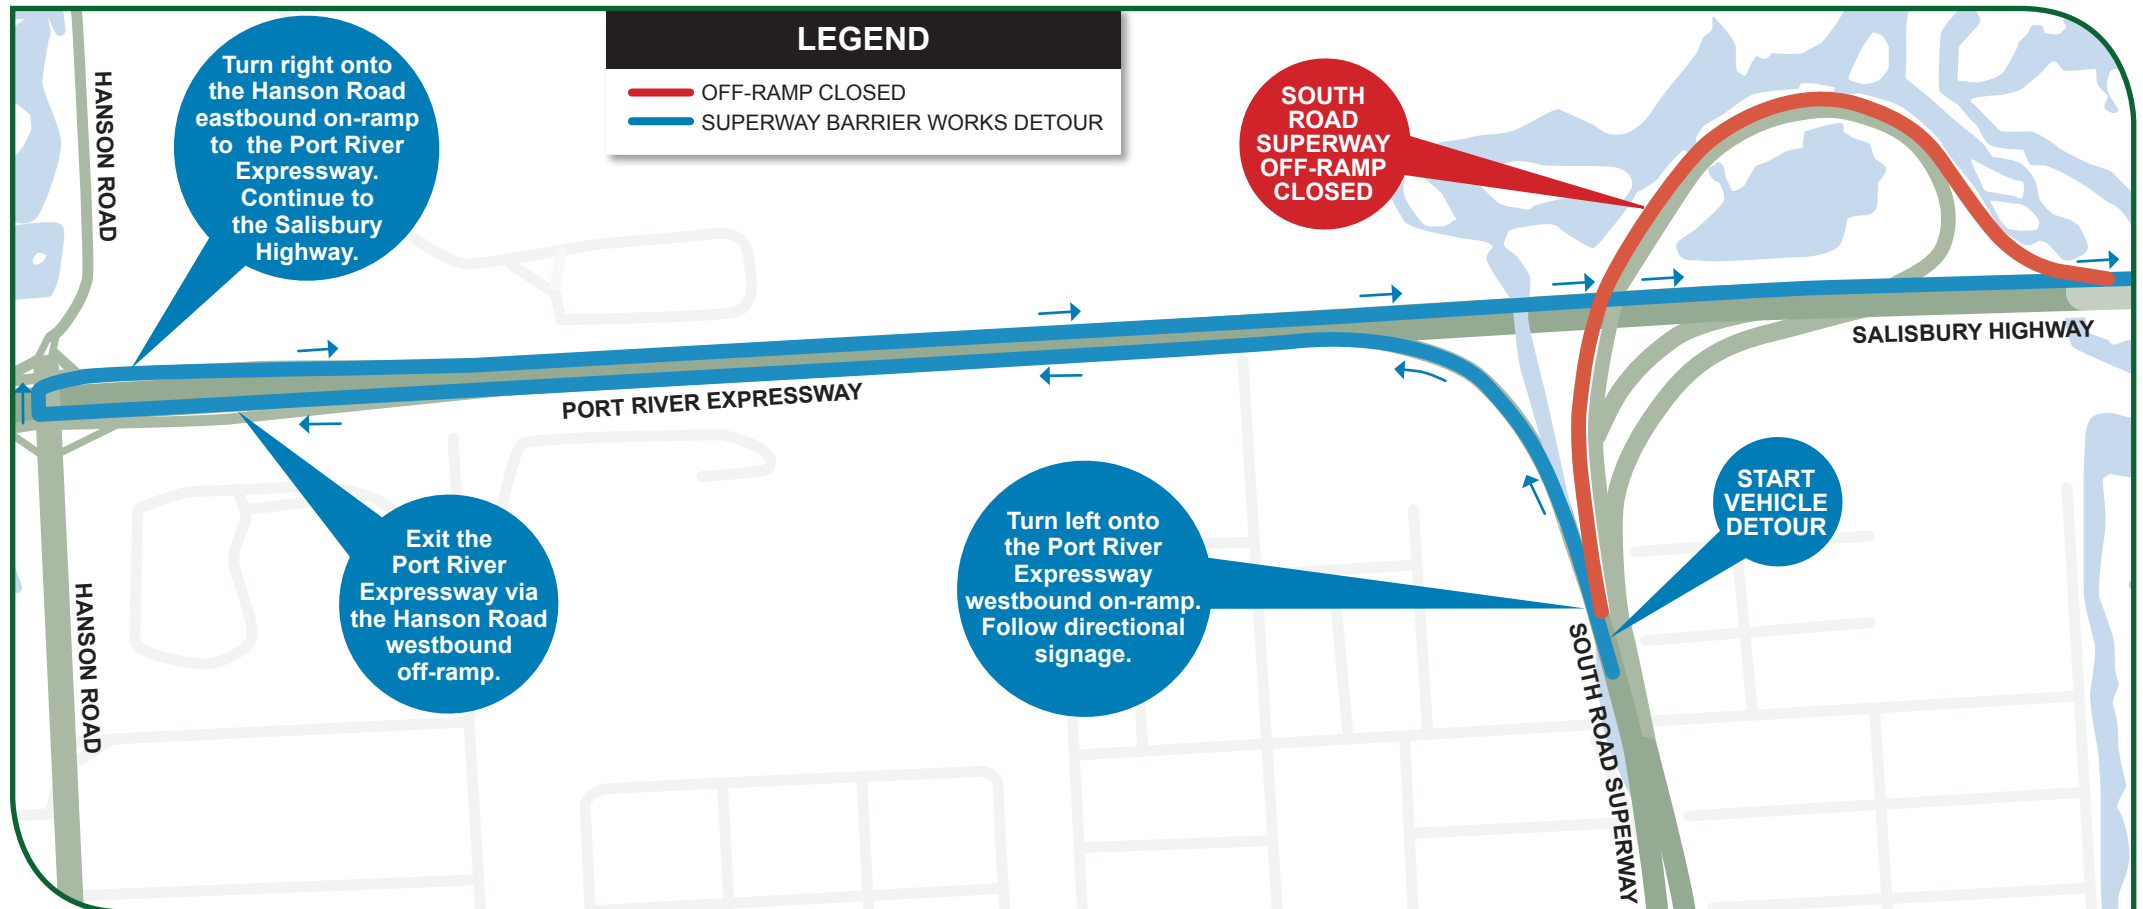 LEGEND
OFF-RAMP CLOSED
SUPERWAY BARRIER WORKS DETOUR
Turn right onto
the Hanson Road
eastbound on-ramp
to the Port River
Expressway.
Continue to
the Salisbury
Highway.
HANSON ROAD
SOUTH
ROAD
SUPERWAY
OFF-RAMP
CLOSED
SALISBURY HIGHWAY
PORT RIVER EXPRESSWAY
Exit the
Port River
Expressway via
the Hanson Road
westbound
off-ramp.
Turn left onto
the Port River
Expressway
westbound on-ramp.
Follow directional
signage.
START
VEHICLE
DETOUR
HANSON ROAD
SOUTH ROAD SUPERWAY